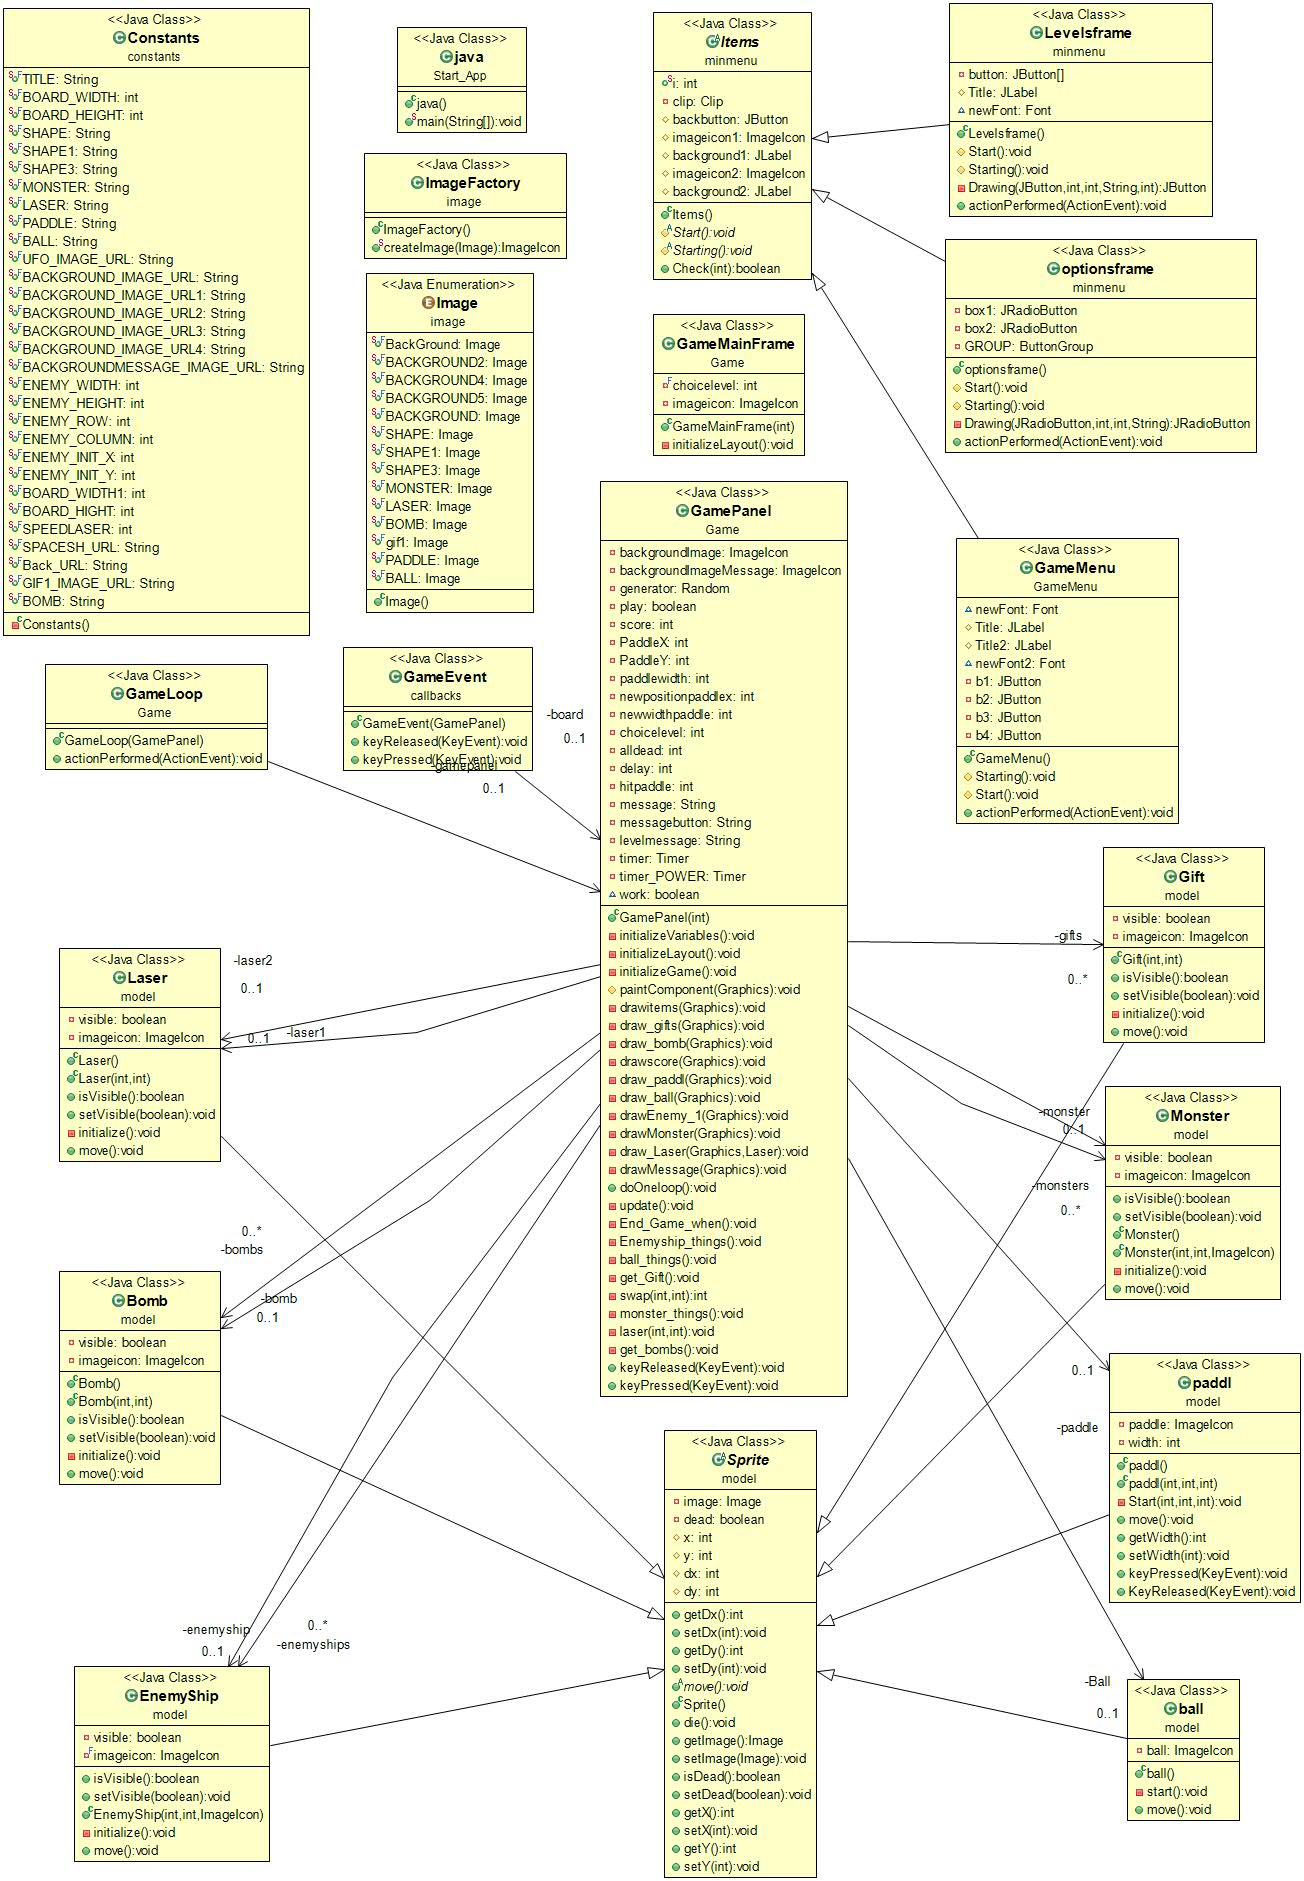 <<Java Class>>
Constants
constants
TITLE: String
BOARD_WIDTH: int
BOARD_HEIGHT: int
SHAPE: String
SHAPE1: String
SHAPE3: String
MONSTER: String
LASER: String
PADDLE: String
BALL: String
UFO_IMAGE_URL: String
BACKGROUND_IMAGE_URL: String
BACKGROUND_IMAGE_URL1: String
BACKGROUND_IMAGE_URL2: String
BACKGROUND_IMAGE_URL3: String
BACKGROUND_IMAGE_URL4: String
BACKGROUNDMESSAGE_IMAGE_URL: String
ENEMY_WIDTH: int
ENEMY_HEIGHT: int
ENEMY_ROW: int
ENEMY_COLUMN: int
ENEMY_INIT_X: int
ENEMY_INIT_Y: int
BOARD_WIDTH1: int
BOARD_HIGHT: int
SPEEDLASER: int
SPACESH_URL: String
Back_URL: String
GIF1_IMAGE_URL: String
BOMB: String
Constants()
<<Java Class>>
java
Start_App
java()
main(String[]):void
<<Java Class>>
ImageFactory
image
ImageFactory()
createImage(Image):ImageIcon
<<Java Enumeration>>
Image
image
BackGround: Image
BACKGROUND2: Image
BACKGROUND4: Image
BACKGROUND5: Image
BACKGROUND: Image
SHAPE: Image
SHAPE1: Image
SHAPE3: Image
MONSTER: Image
LASER: Image
BOMB: Image
gif1: Image
PADDLE: Image
BALL: Image
Image()
<<Java Class>>
Items
minmenu
i: int
clip: Clip
backbutton: JButton
imageicon1: ImageIcon
background1: JLabel
imageicon2: ImageIcon
background2: JLabel
Items()
Start():void
Starting():void
Check(int):boolean
<<Java Class>>
Levelsframe
minmenu
button: JButton[]
Title: JLabel
newFont: Font
Levelsframe()
Start():void
Starting():void
Drawing(JButton,int,int,String,int):JButton
actionPerformed(ActionEvent):void
<<Java Class>>
optionsframe
minmenu
box1: JRadioButton
box2: JRadioButton
GROUP: ButtonGroup
optionsframe()
Start():void
Starting():void
Drawing(JRadioButton,int,int,String):JRadioButton
actionPerformed(ActionEvent):void
<<Java Class>>
GameMainFrame
Game
choicelevel: int
imageicon: ImageIcon
GameMainFrame(int)
initializeLayout():void
<<Java Class>>
GameMenu
GameMenu
newFont: Font
Title: JLabel
Title2: JLabel
newFont2: Font
b1: JButton
b2: JButton
b3: JButton
b4: JButton
GameMenu()
Starting():void
Start():void
actionPerformed(ActionEvent):void
<<Java Class>>
GameLoop
Game
GameLoop(GamePanel)
actionPerformed(ActionEvent):void
<<Java Class>>
GameEvent
callbacks
GameEvent(GamePanel)
keyReleased(KeyEvent):void
keyPressed(KeyEvent):void
-gamepanel
0..1
-board
0..1
<<Java Class>>
GamePanel
Game
backgroundImage: ImageIcon
backgroundImageMessage: ImageIcon
generator: Random
play: boolean
score: int
PaddleX: int
PaddleY: int
paddlewidth: int
newpositionpaddlex: int
newwidthpaddle: int
choicelevel: int
alldead: int
delay: int
hitpaddle: int
message: String
messagebutton: String
levelmessage: String
timer: Timer
timer_POWER: Timer
work: boolean
GamePanel(int)
initializeVariables():void
initializeLayout():void
initializeGame():void
paintComponent(Graphics):void
drawitems(Graphics):void
draw_gifts(Graphics):void
draw_bomb(Graphics):void
drawscore(Graphics):void
draw_paddl(Graphics):void
draw_ball(Graphics):void
drawEnemy_1(Graphics):void
drawMonster(Graphics):void
draw_Laser(Graphics,Laser):void
drawMessage(Graphics):void
doOneloop():void
update():void
End_Game_when():void
Enemyship_things():void
ball_things():void
get_Gift():void
swap(int,int):int
monster_things():void
laser(int,int):void
get_bombs():void
keyReleased(KeyEvent):void
keyPressed(KeyEvent):void
<<Java Class>>
Gift
model
visible: boolean
imageicon: ImageIcon
Gift(int,int)
isVisible():boolean
setVisible(boolean):void
initialize():void
move():void
-gifts
0..*
<<Java Class>>
Laser
model
visible: boolean
imageicon: ImageIcon
Laser()
Laser(int,int)
isVisible():boolean
setVisible(boolean):void
initialize():void
move():void
-laser2
0..1
-laser1
0..1
<<Java Class>>
Monster
model
visible: boolean
imageicon: ImageIcon
isVisible():boolean
setVisible(boolean):void
Monster()
Monster(int,int,ImageIcon)
initialize():void
move():void
-monster
0..1
-monsters
0..*
0..*
-bombs
-bomb
0..1
<<Java Class>>
Bomb
model
visible: boolean
imageicon: ImageIcon
Bomb()
Bomb(int,int)
isVisible():boolean
setVisible(boolean):void
initialize():void
move():void
0..1
-paddle
<<Java Class>>
paddl
model
paddle: ImageIcon
width: int
paddl()
paddl(int,int,int)
Start(int,int,int):void
move():void
getWidth():int
setWidth(int):void
keyPressed(KeyEvent):void
KeyReleased(KeyEvent):void
<<Java Class>>
Sprite
model
image: Image
dead: boolean
x: int
y: int
dx: int
dy: int
getDx():int
setDx(int):void
getDy():int
setDy(int):void
move():void
Sprite()
die():void
getImage():Image
setImage(Image):void
isDead():boolean
setDead(boolean):void
getX():int
setX(int):void
getY():int
setY(int):void
-enemyship
0..1
0..*
-enemyships
<<Java Class>>
EnemyShip
model
visible: boolean
imageicon: ImageIcon
isVisible():boolean
setVisible(boolean):void
EnemyShip(int,int,ImageIcon)
initialize():void
move():void
-Ball
0..1
<<Java Class>>
ball
model
ball: ImageIcon
ball()
start():void
move():void